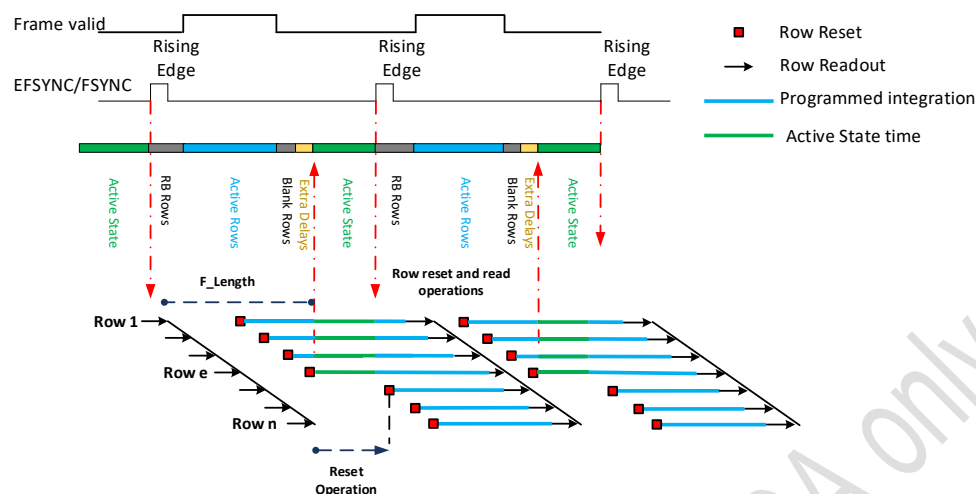 Frame valid
Rising
Edge
Rising
Edge
Rising
Edge
EFSYNC/FSYNC
Row Reset
Row Readout
Programmed integration
Active State time
Active State
RB Rows
Active Rows
Blank Rows
Extra Delays
Active State
RB Rows
Active Rows
Blank Rows
Extra Delays
Active State
F_Length
Row reset and read
operations
Row 1
Row e
Row n
Reset
Operation
only